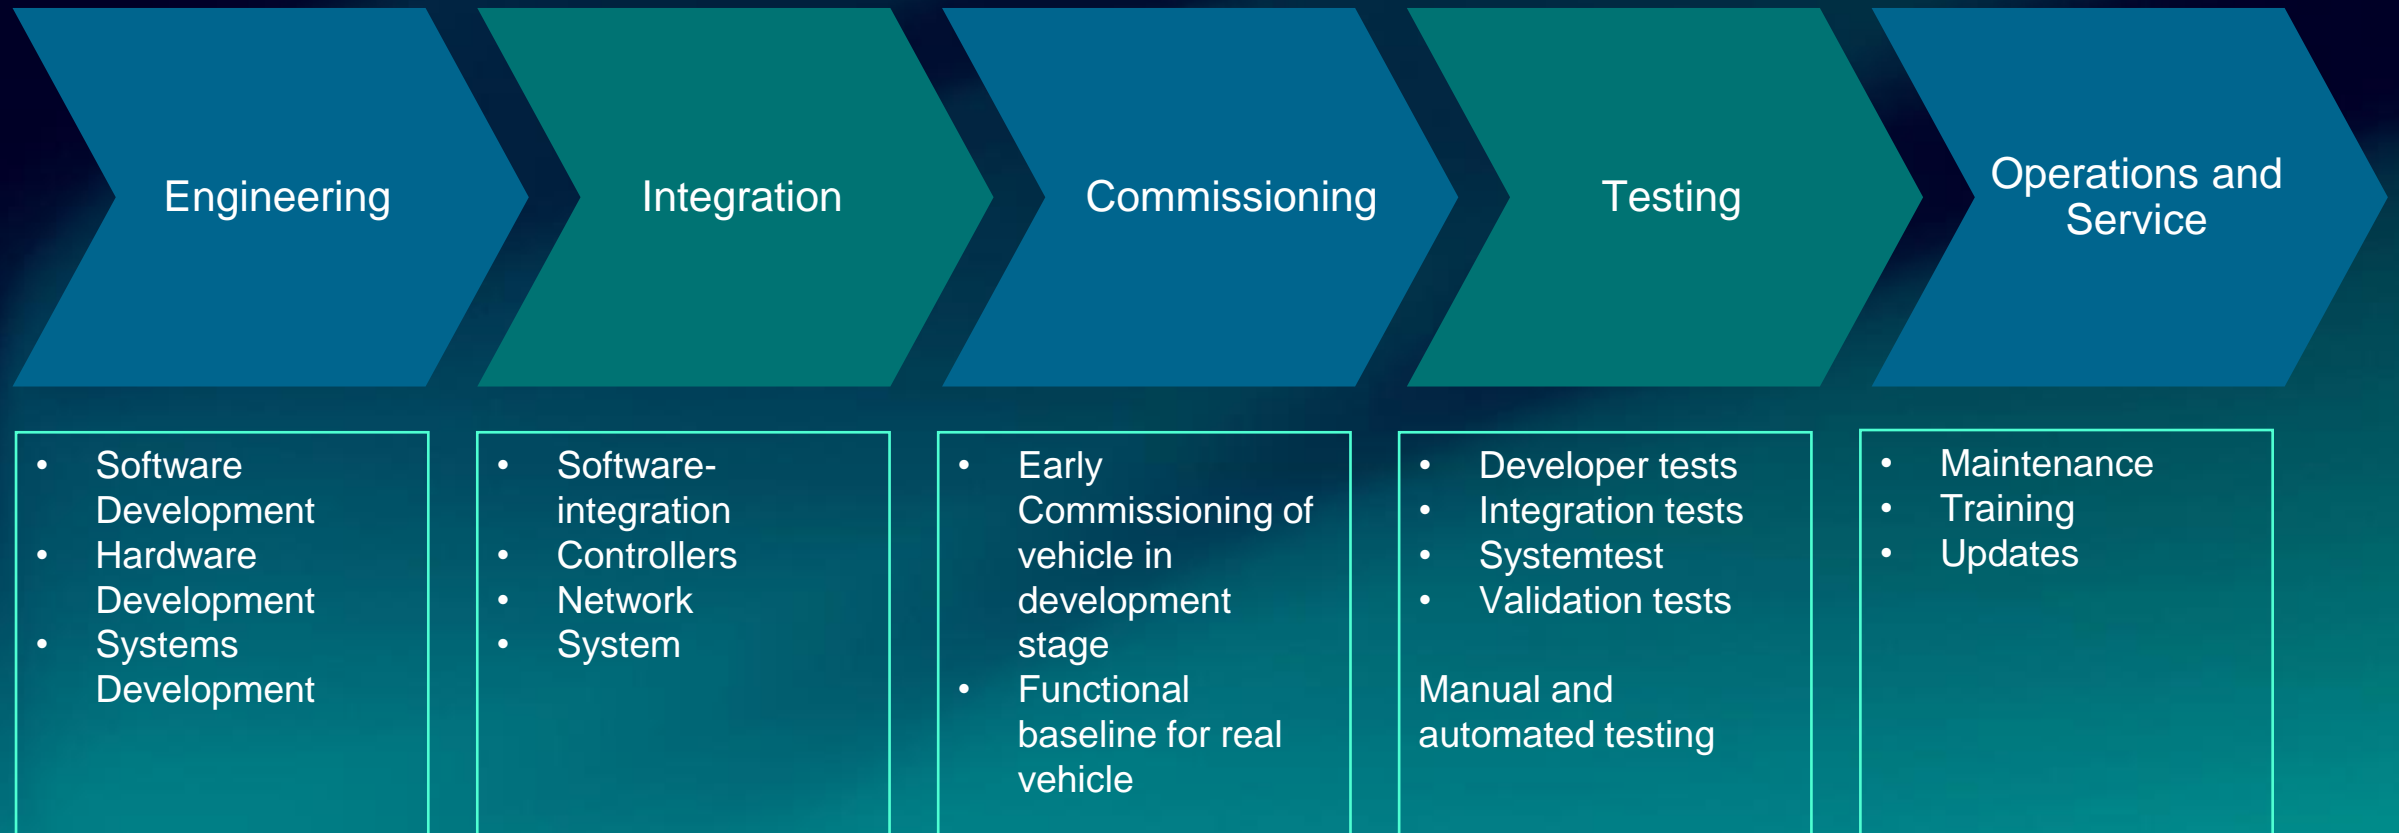 Engineering
Integration
Commissioning
Testing
Operations and
Service
• Software
Development
• Hardware
Development
• Systems
Development
• Software-
integration
• Controllers
• Network
• System
• Early
Commissioning of
vehicle in
development
stage
• Functional
baseline for real
vehicle
• Developer tests
• Integration tests
• Systemtest
• Validation tests
Manual and
automated testing
• Maintenance
• Training
• Updates